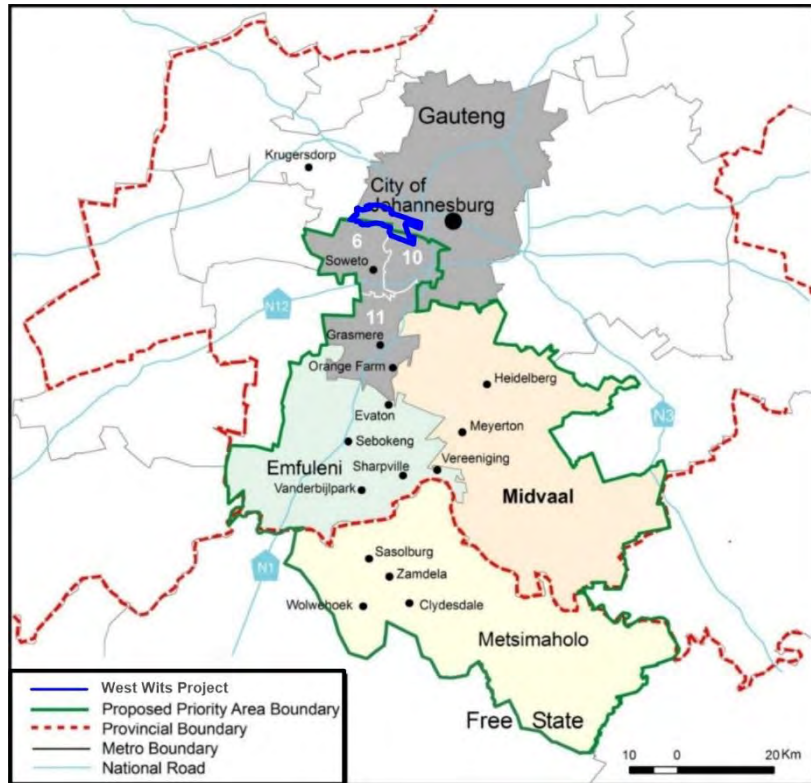 Gauteng
Krugersdorp
City of
Johannesburg
6
10
Soweto
N12
11
Grasmere
Orange Farm
Heidelberg
Evaton
N3
Meyerton
Sebokeng
Emfuleni
Sharpville
Vereeniging
Vanderbijlpark
Midvaal
Sasolburg
N1
Zamdela
Wolwehoek
Clydesdale
Metsimaholo
Free State
West Wits Project
Proposed Priority Area Boundary
Provincial Boundary
Metro Boundary
National Road
10 0 20 Km